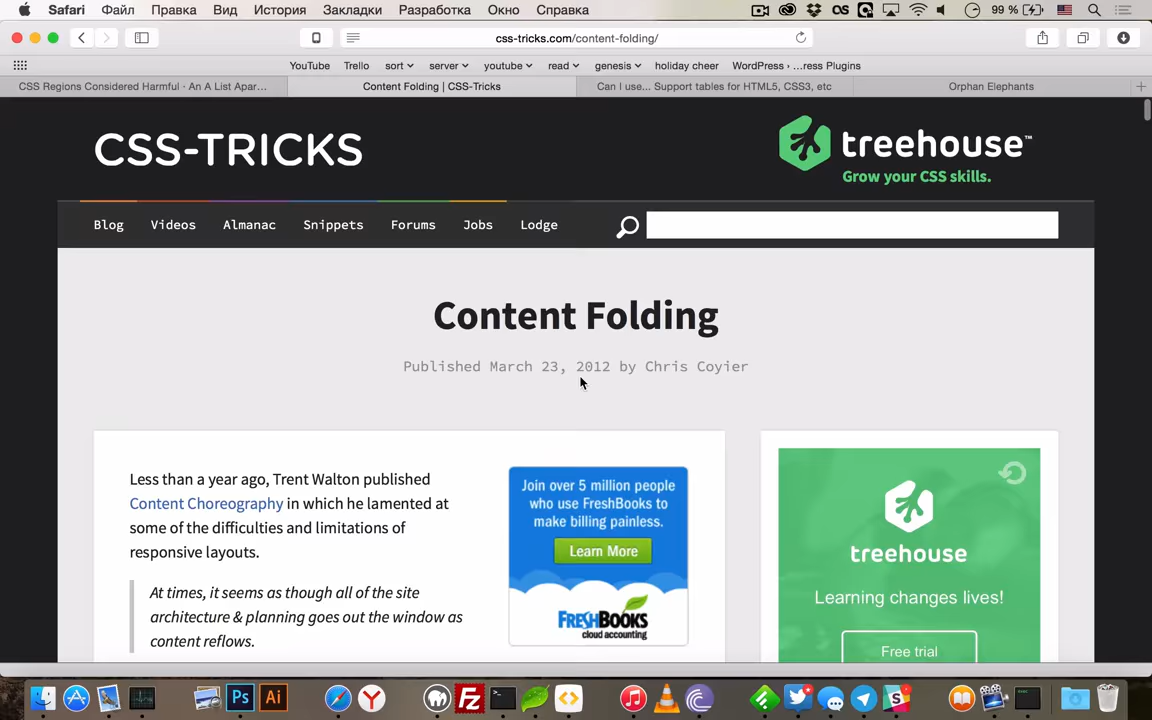 Safari Файл Правка Вид История Закладки Разработка Окно Справка 99 %
css-tricks.com/content-folding/
YouTube Trello sort server youtube read genesis holiday cheer WordPress › …ress Plugins
CSS Regions Considered Harmful · An A List Apar… Content Folding | CSS-Tricks Can I use... Support tables for HTML5, CSS3, etc Orphan Elephants
CSS-TRICKS
treehouse™
Grow your CSS skills.
Blog Videos Almanac Snippets Forums Jobs Lodge
Content Folding
Published March 23, 2012 by Chris Coyier
Less than a year ago, Trent Walton published
Content Choreography in which he lamented at
some of the difficulties and limitations of
responsive layouts.
At times, it seems as though all of the site
architecture & planning goes out the window as
content reflows.
Join over 5 million people
who use FreshBooks to
make billing painless.
Learn More
FRESHBOOKS
cloud accounting
treehouse
Learning changes lives!
Free trial
Ps Ai